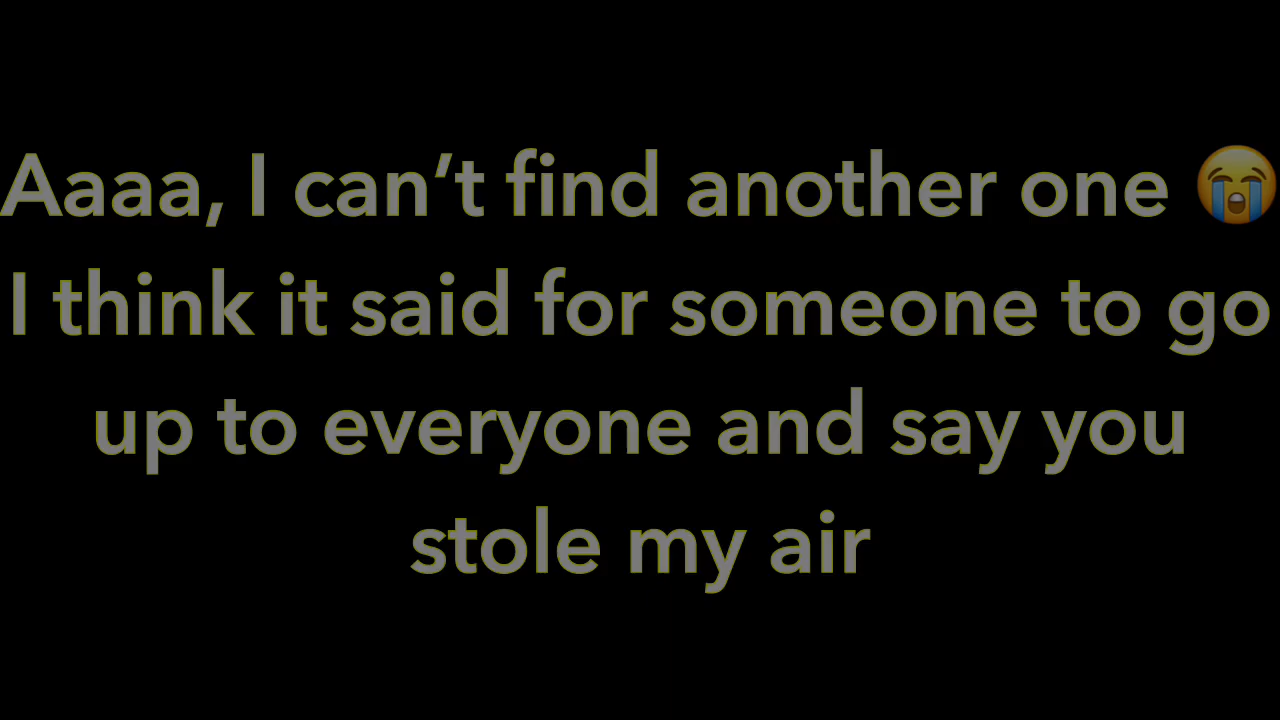 Aaaa, I can’t find another one 😭
I think it said for someone to go
up to everyone and say you
stole my air